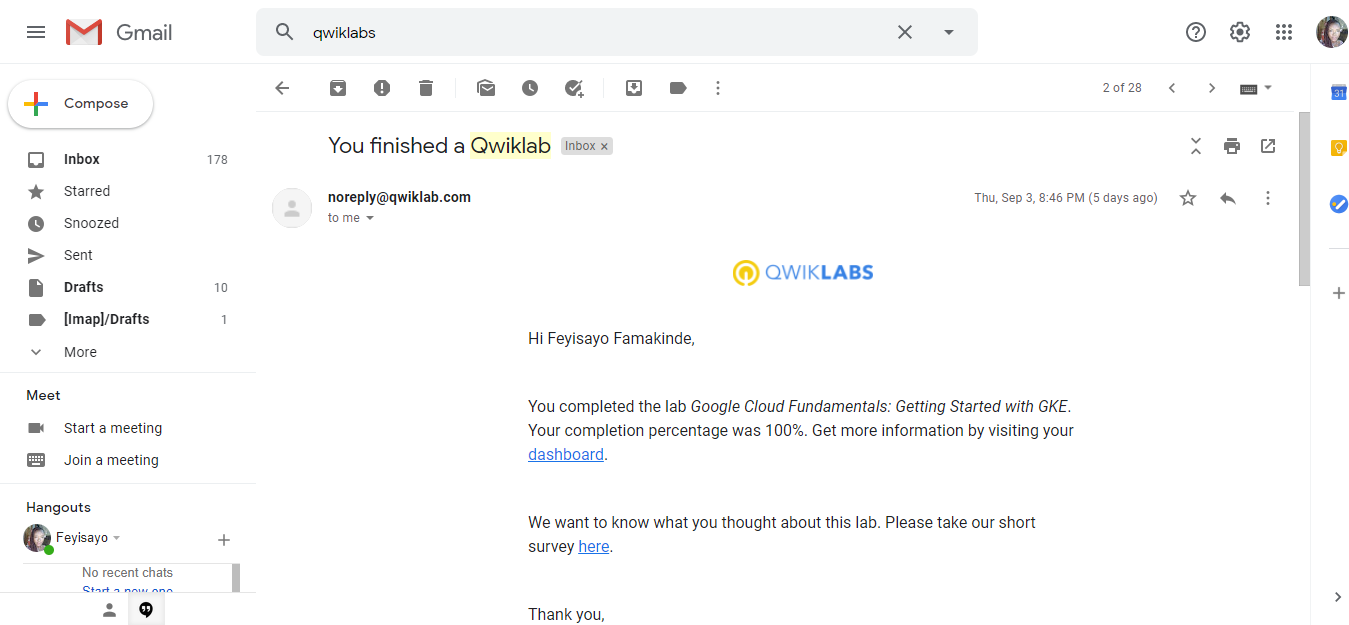 Gmail
qwiklabs
Compose
2 of 28
31
Inbox 178
Starred
Snoozed
Sent
Drafts 10
[Imap]/Drafts 1
More
Meet
Start a meeting
Join a meeting
Hangouts
Feyisayo
No recent chats
Start a new one
You finished a Qwiklab Inbox x
noreply@qwiklab.com Thu, Sep 3, 8:46 PM (5 days ago)
to me
QWIKLABS
Hi Feyisayo Famakinde,
You completed the lab Google Cloud Fundamentals: Getting Started with GKE.
Your completion percentage was 100%. Get more information by visiting your
dashboard.
We want to know what you thought about this lab. Please take our short
survey here.
Thank you,